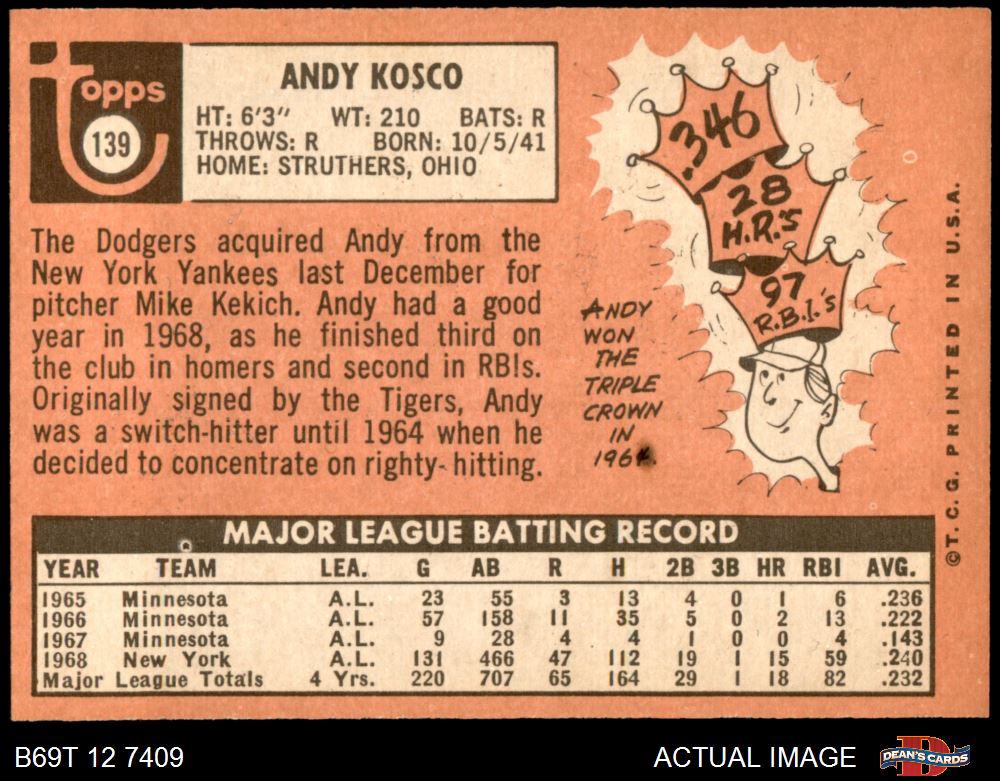 Topps
139
ANDY KOSCO
HT: 6'3" WT: 210 BATS: R
THROWS: R BORN: 10/5/41
HOME: STRUTHERS, OHIO
The Dodgers acquired Andy from the
New York Yankees last December for
pitcher Mike Kekich. Andy had a good
year in 1968, as he finished third on
the club in homers and second in RBIs.
Originally signed by the Tigers, Andy
was a switch-hitter until 1964 when he
decided to concentrate on righty-hitting.
.346
28
H.R.'S
97
R.B.I.'s
ANDY
WON
THE
TRIPLE
CROWN
IN
©T.C.G. PRINTED IN U.S.A.
MAJOR LEAGUE BATTING RECORD
YEAR TEAM LEA. G AB R H 2B 3B HR RBI AVG.
1965 Minnesota A.L. 23 55 3 13 4 0 1 6 .236
1966 Minnesota A.L. 57 158 11 35 5 0 2 13 .222
1967 Minnesota A.L. 9 28 4 4 1 0 0 4 .143
1968 New York A.L. 131 466 47 112 19 1 15 59 .240
Major League Totals 4 Yrs. 220 707 65 164 29 1 18 82 .232
B69T 12 7409
ACTUAL IMAGE
DEAN'S CARDS